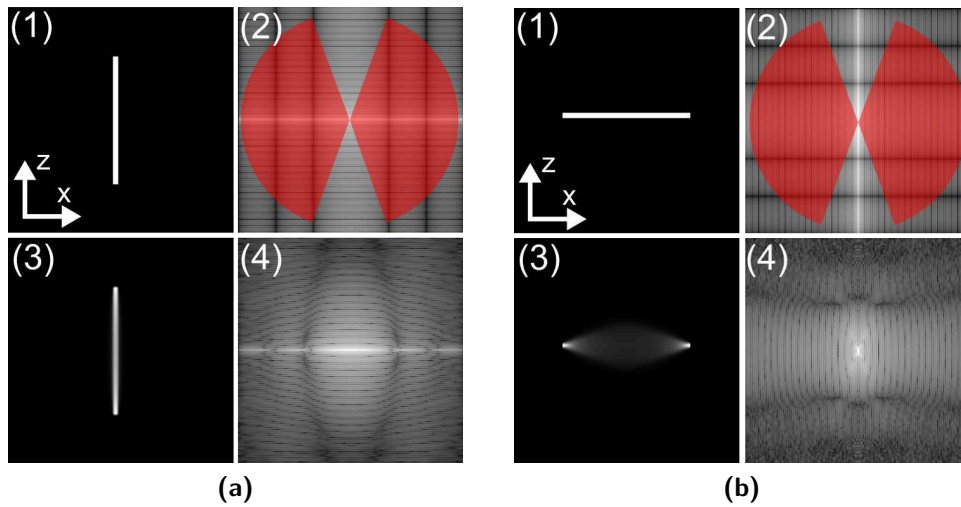 (1) (2) (1) (2)
z z
x x
(3) (4) (3) (4)
(a) (b)